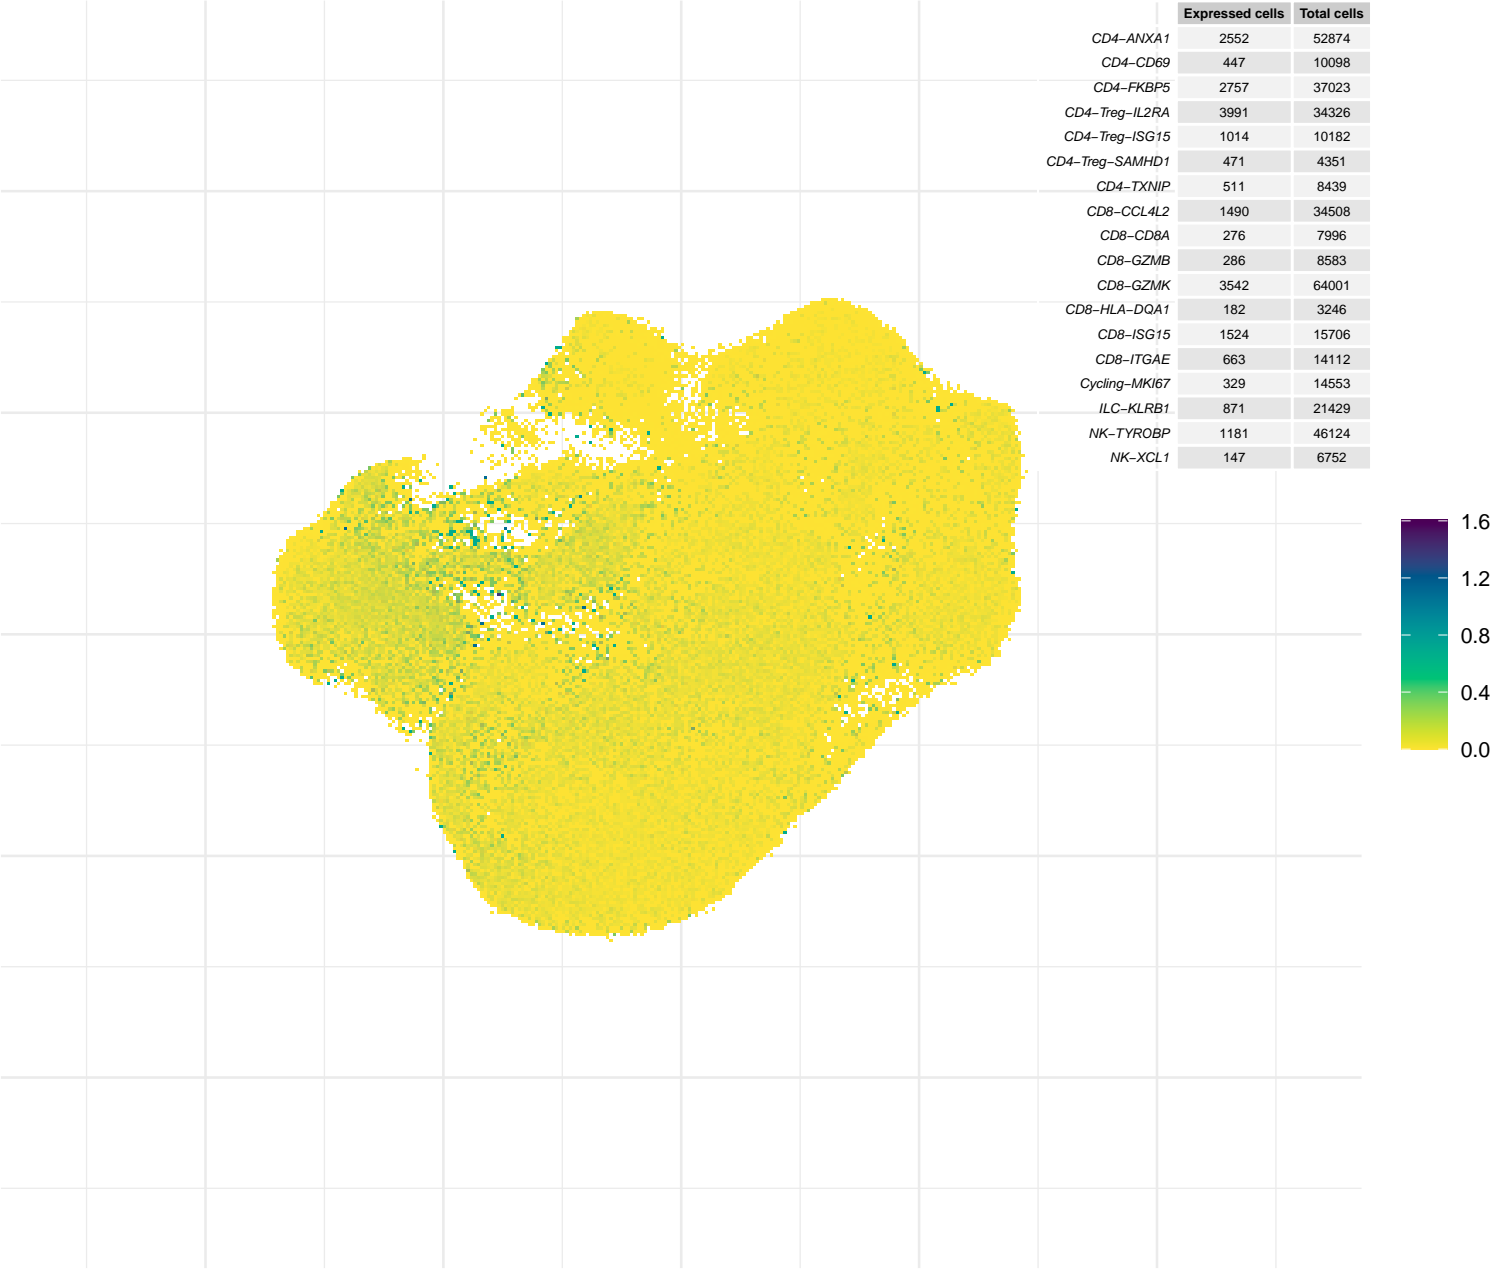 Expressed cells Total cells
CD4−ANXA1 2552 52874
CD4−CD69 447 10098
CD4−FKBP5 2757 37023
CD4−Treg−IL2RA 3991 34326
CD4−Treg−ISG15 1014 10182
CD4−Treg−SAMHD1 471 4351
CD4−TXNIP 511 8439
CD8−CCL4L2 1490 34508
CD8−CD8A 276 7996
CD8−GZMB 286 8583
CD8−GZMK 3542 64001
CD8−HLA−DQA1 182 3246
CD8−ISG15 1524 15706
CD8−ITGAE 663 14112
Cycling−MKI67 329 14553
ILC−KLRB1 871 21429
NK−TYROBP 1181 46124
NK−XCL1 147 6752
1.6
1.2
0.8
0.4
0.0